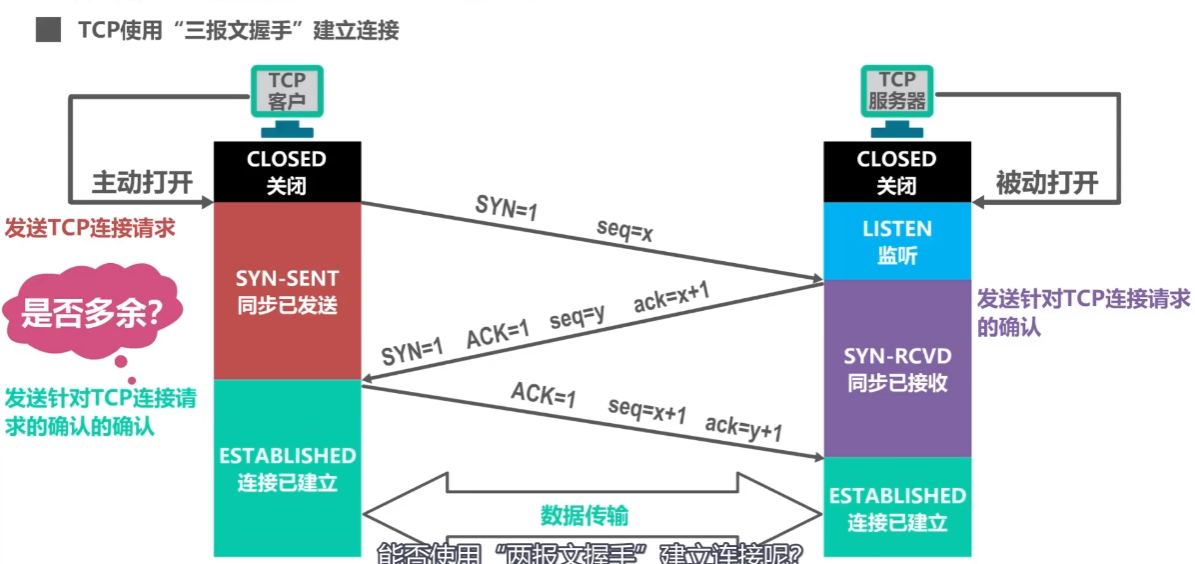 TCP使用“三报文握手”建立连接
TCP
客户
TCP
服务器
CLOSED
关闭
CLOSED
关闭
主动打开
被动打开
发送TCP连接请求
SYN=1 seq=x
LISTEN
监听
SYN-SENT
同步已发送
是否多余?
SYN=1 ACK=1 seq=y ack=x+1
发送针对TCP连接请求
的确认
SYN-RCVD
同步已接收
发送针对TCP连接请
求的确认的确认
ACK=1 seq=x+1 ack=y+1
ESTABLISHED
连接已建立
ESTABLISHED
连接已建立
数据传输
能否使用“两报文握手”建立连接呢?